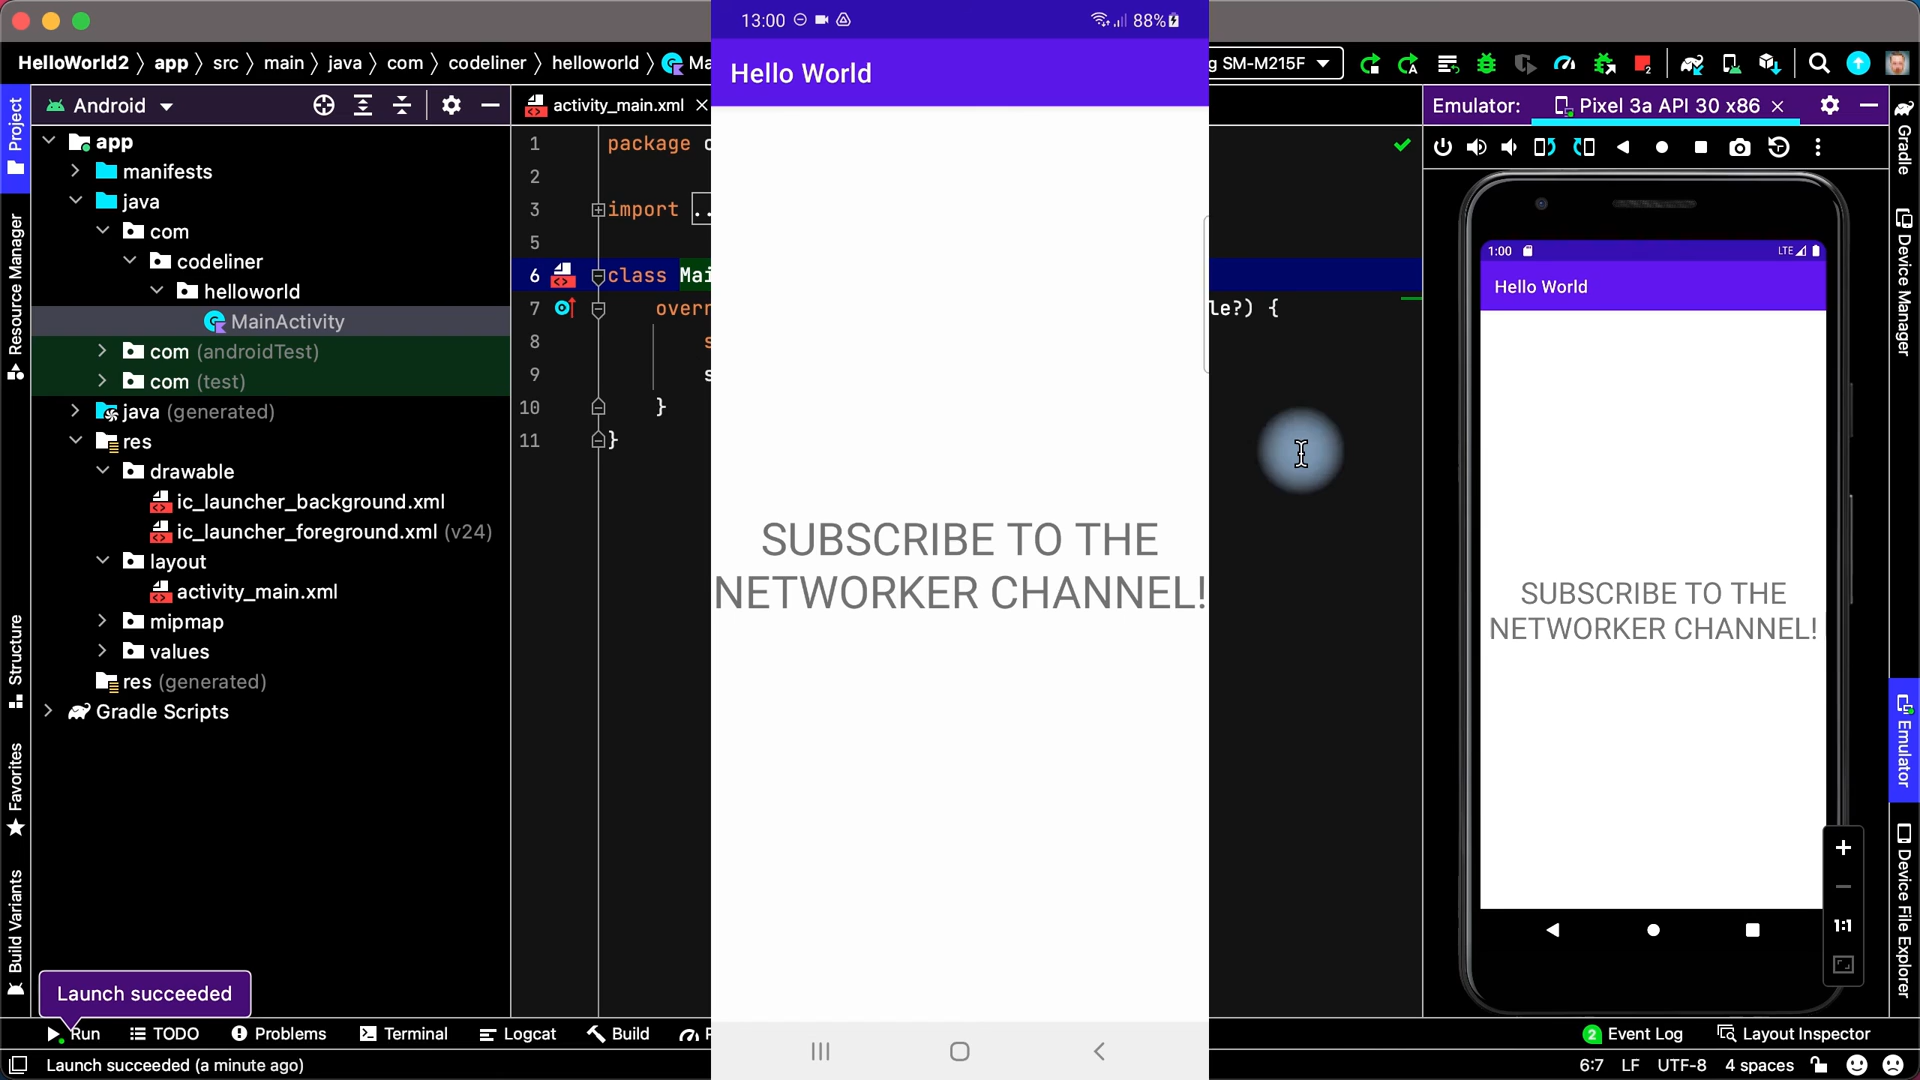 HelloWorld2 〉 app 〉 src 〉 main 〉 java 〉 com 〉 codeliner 〉 helloworld 〉 Ma
13:00 88%
g SM-M215F
Hello World
Project
Resource Manager
Structure
Favorites
Build Variants
Android
app
manifests
java
com
codeliner
helloworld
MainActivity
com (androidTest)
com (test)
java (generated)
res
drawable
ic_launcher_background.xml
ic_launcher_foreground.xml (v24)
layout
activity_main.xml
mipmap
values
res (generated)
Gradle Scripts
activity_main.xml
1 package
2
3 import ..
5
6 class Mai
7 overr le?) {
8 s
9 s
10 }
11 }
SUBSCRIBE TO THE
NETWORKER CHANNEL!
Emulator: Pixel 3a API 30 x86
1:00 LTE
Hello World
SUBSCRIBE TO THE
NETWORKER CHANNEL!
1:1
Gradle
Device Manager
Emulator
Device File Explorer
Launch succeeded
Run TODO Problems Terminal Logcat Build
2 Event Log Layout Inspector
Launch succeeded (a minute ago)
6:7 LF UTF-8 4 spaces